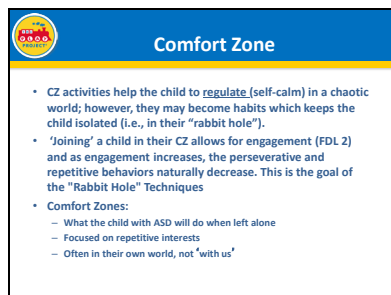 THE
PLAY
PROJECT
Comfort Zone
• CZ activities help the child to regulate (self-calm) in a chaotic
world; however, they may become habits which keeps the
child isolated (i.e., in their “rabbit hole”).
• ‘Joining’ a child in their CZ allows for engagement (FDL 2)
and as engagement increases, the perseverative and
repetitive behaviors naturally decrease. This is the goal of
the "Rabbit Hole" Techniques
• Comfort Zones:
– What the child with ASD will do when left alone
– Focused on repetitive interests
– Often in their own world, not ‘with us’